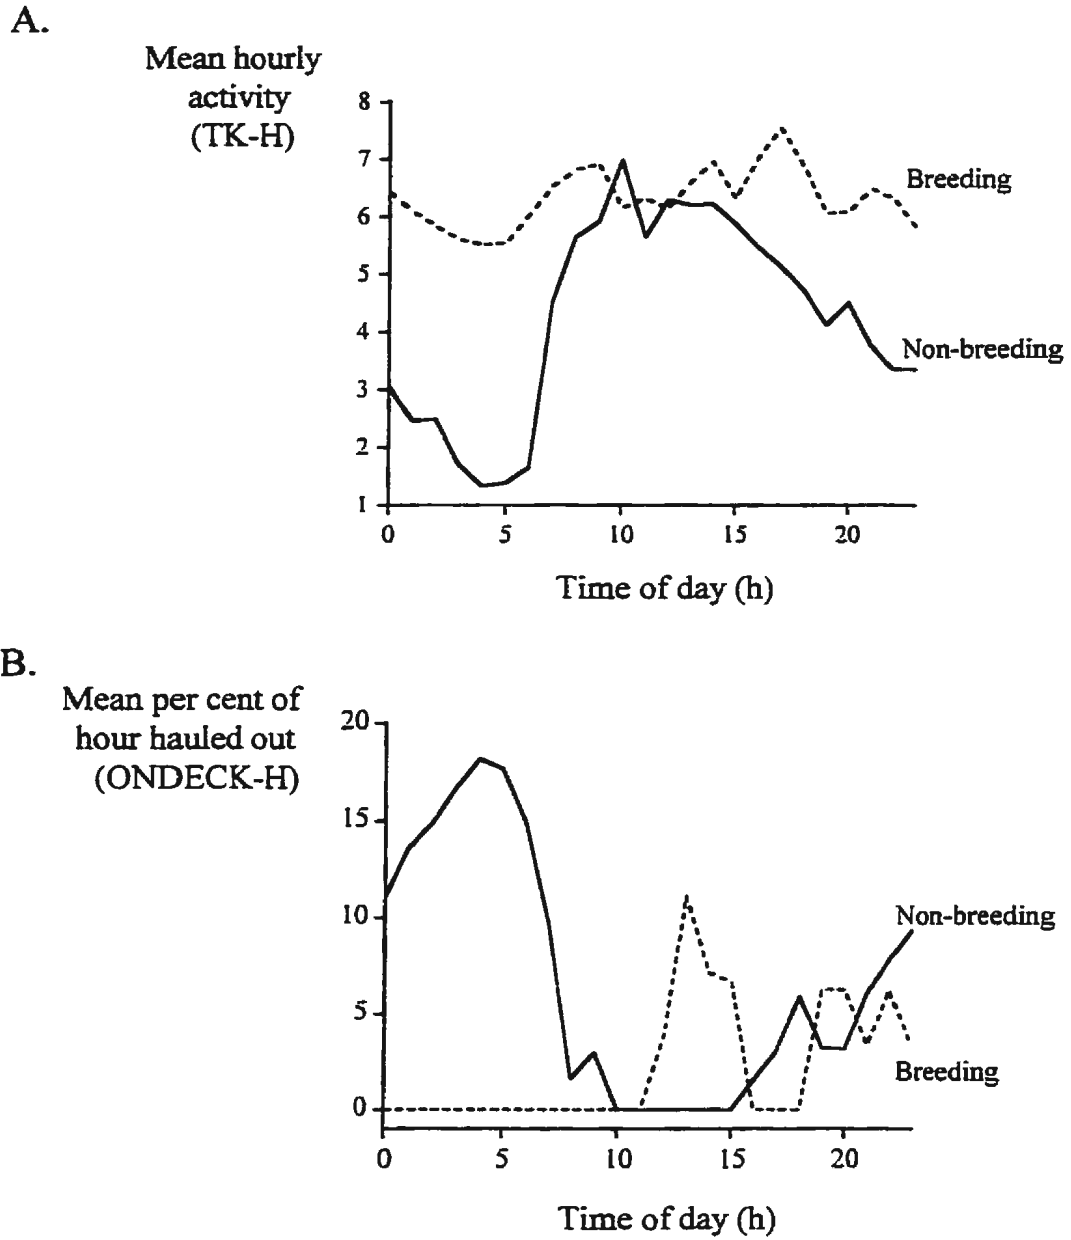 A.
Mean hourly
activity
(TK-H)
8
7
6
5
4
3
2
1
Breeding
Non-breeding
0 5 10 15 20
Time of day (h)
B.
Mean per cent of
hour hauled out
(ONDECK-H)
20
15
10
5
0
Non-breeding
Breeding
0 5 10 15 20
Time of day (h)